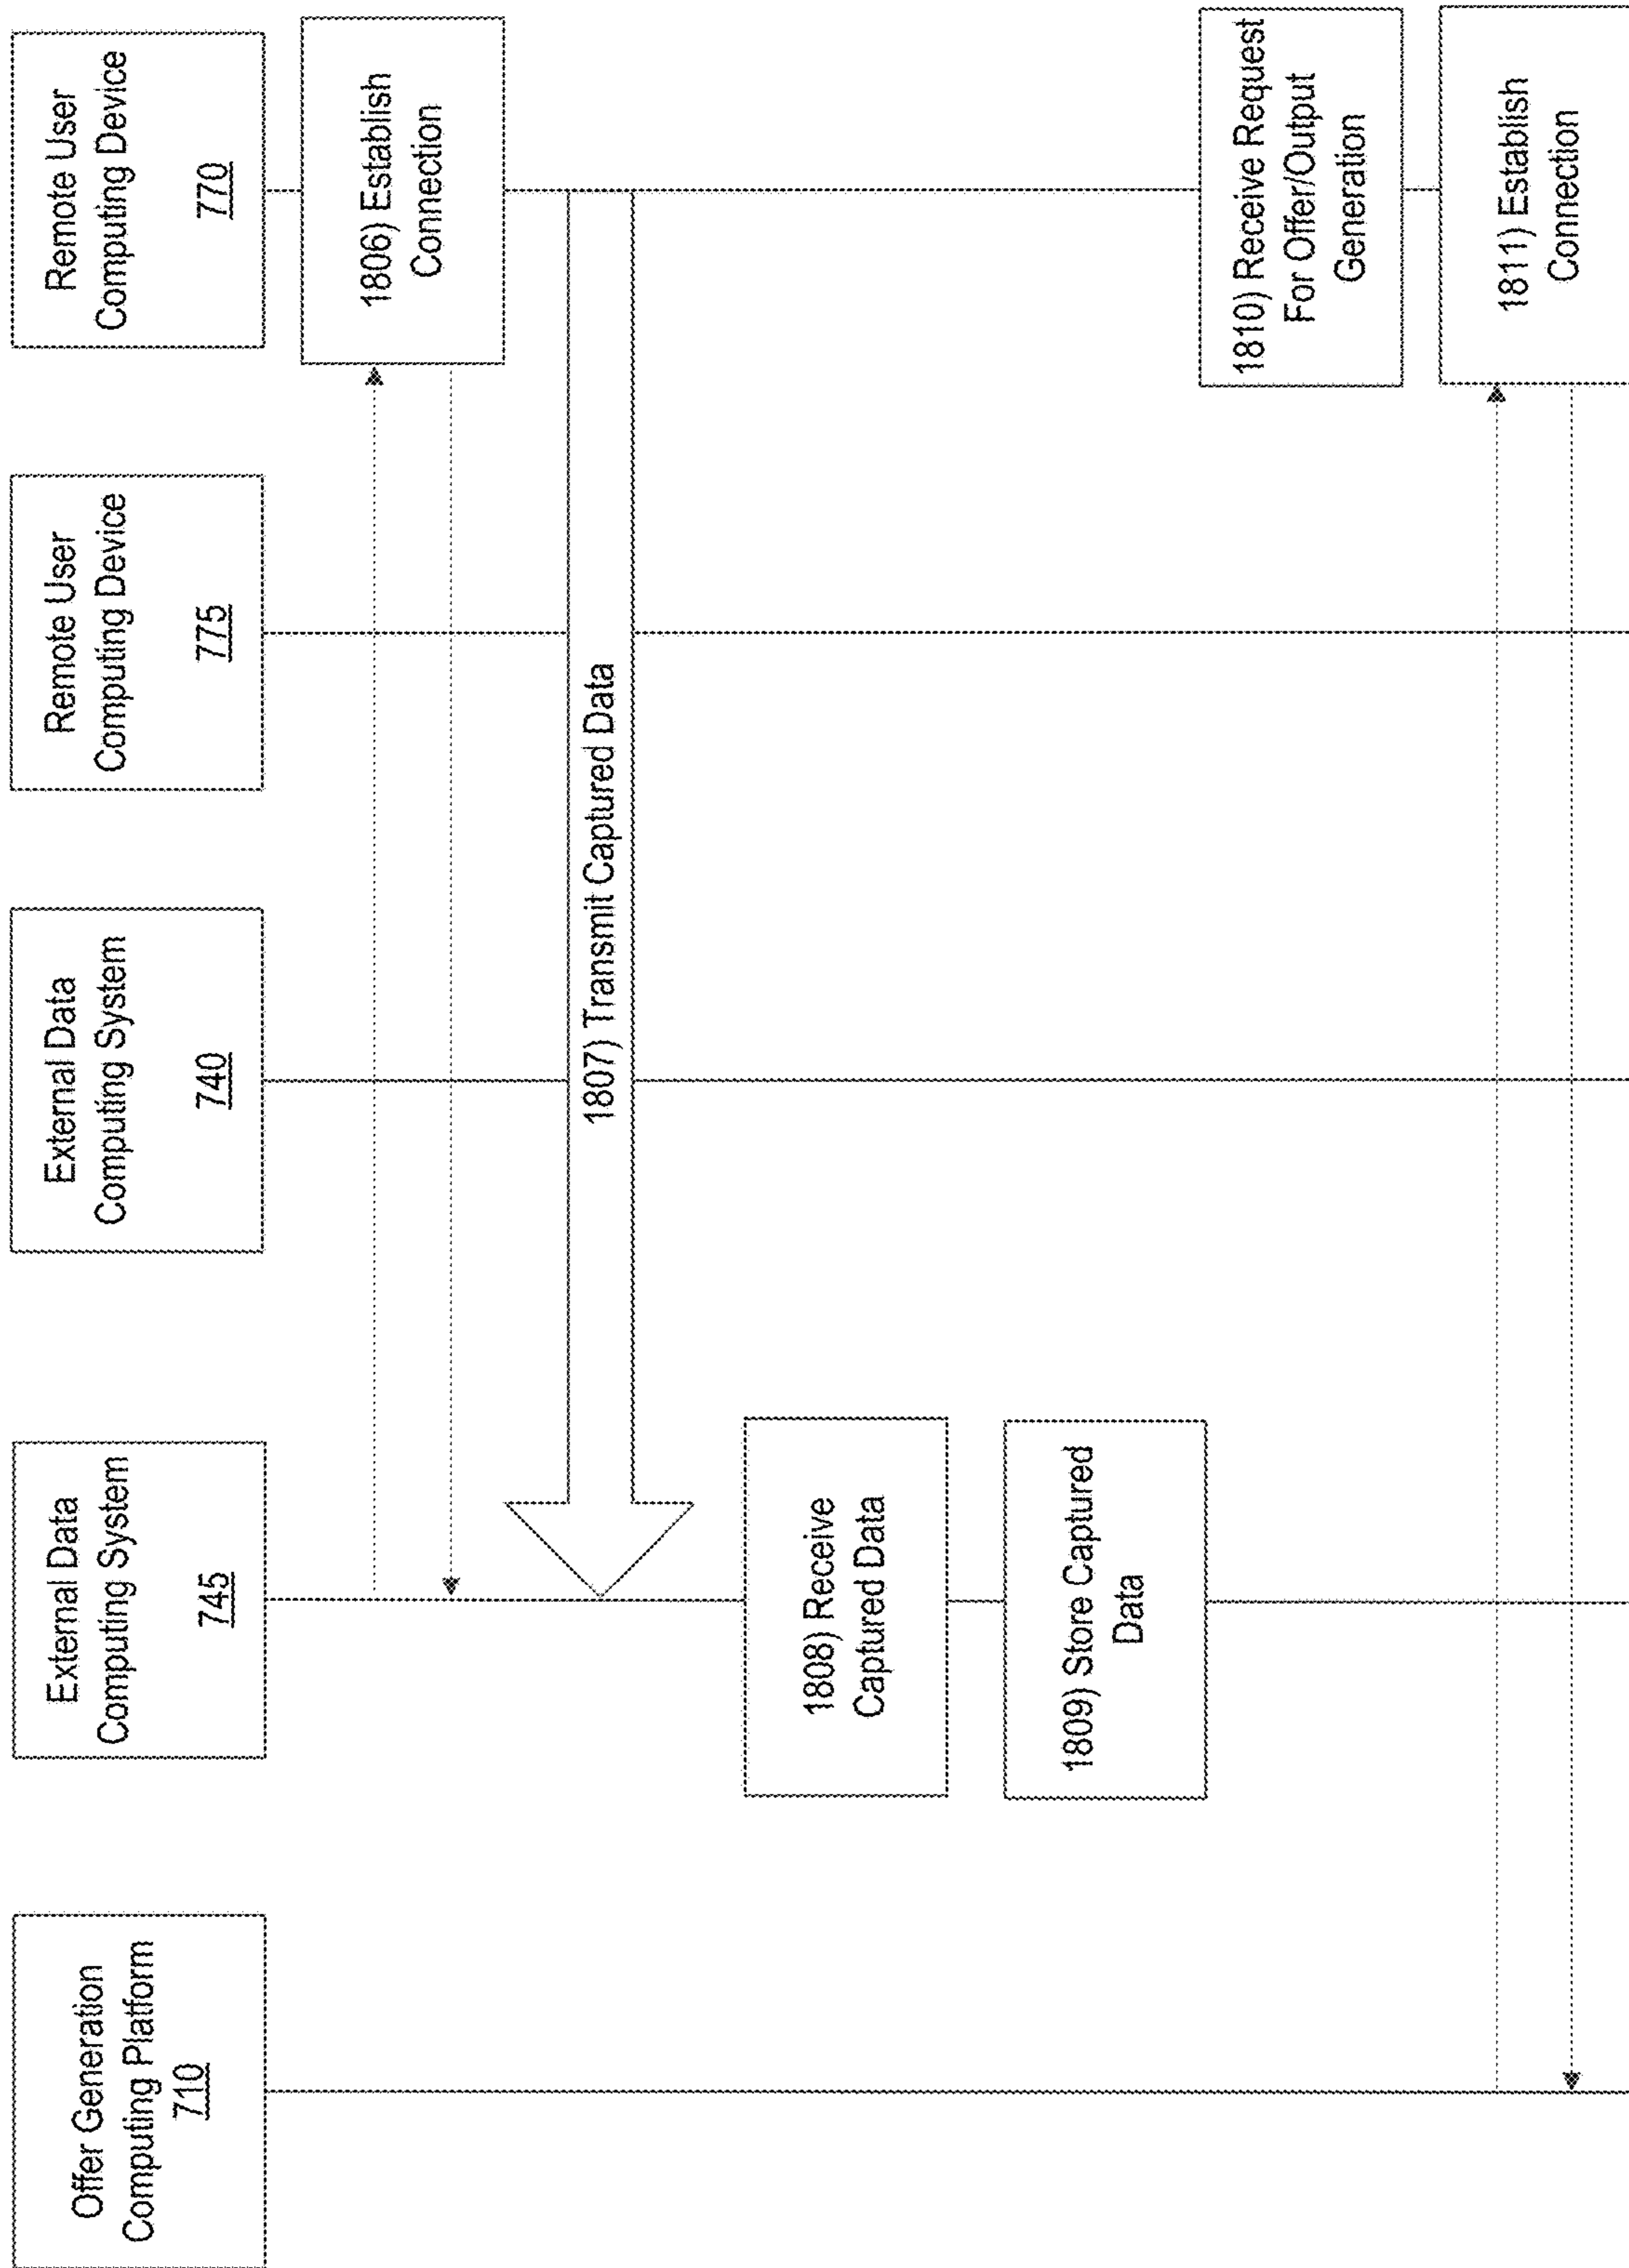 Offer Generation
Computing Platform
710
External Data
Computing System
745
External Data
Computing System
740
Remote User
Computing Device
775
Remote User
Computing Device
770
1806) Establish
Connection
1807) Transmit Captured Data
1808) Receive
Captured Data
1809) Store Captured
Data
1810) Receive Request
For Offer/Output
Generation
1811) Establish
Connection